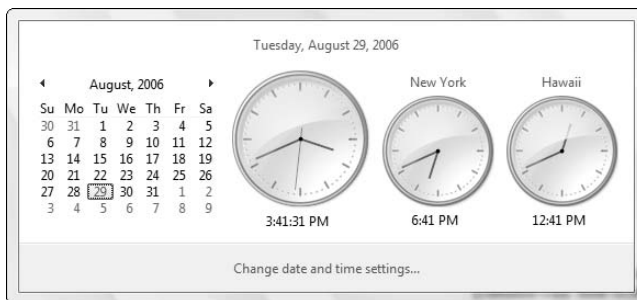 Tuesday, August 29, 2006
August, 2006
Su Mo Tu We Th Fr Sa
30 31 1 2 3 4 5
6 7 8 9 10 11 12
13 14 15 16 17 18 19
20 21 22 23 24 25 26
27 28 29 30 31 1 2
3 4 5 6 7 8 9
3:41:31 PM
New York
6:41 PM
Hawaii
12:41 PM
Change date and time settings...